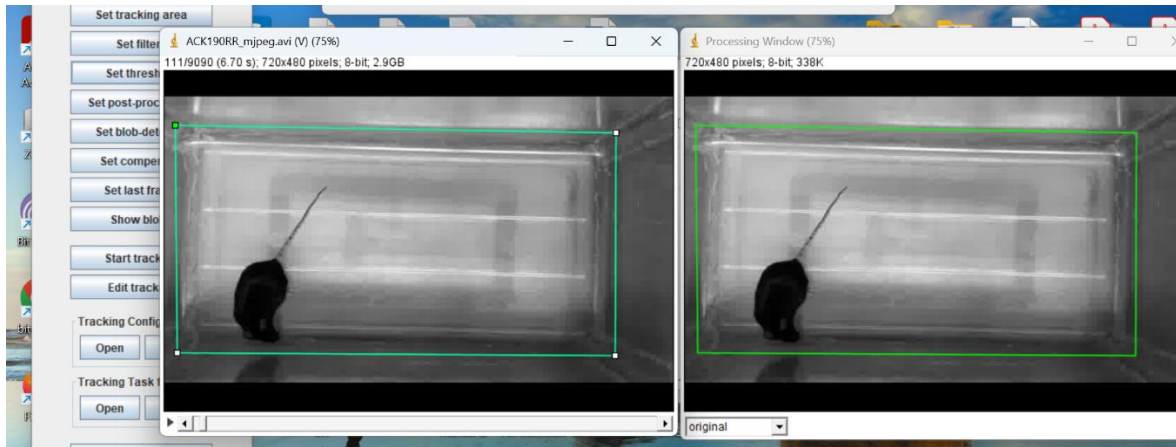 Set tracking area
Set filter
Set thresh
Set post-proc
Set blob-det
Set compe
Set last fra
Show blo
Start track
Edit track
Tracking Config
Open
Tracking Task f
Open
ACK190RR_mjpeg.avi (V) (75%)
111/9090 (6.70 s); 720x480 pixels; 8-bit; 2.9GB
Processing Window (75%)
720x480 pixels; 8-bit; 338K
original